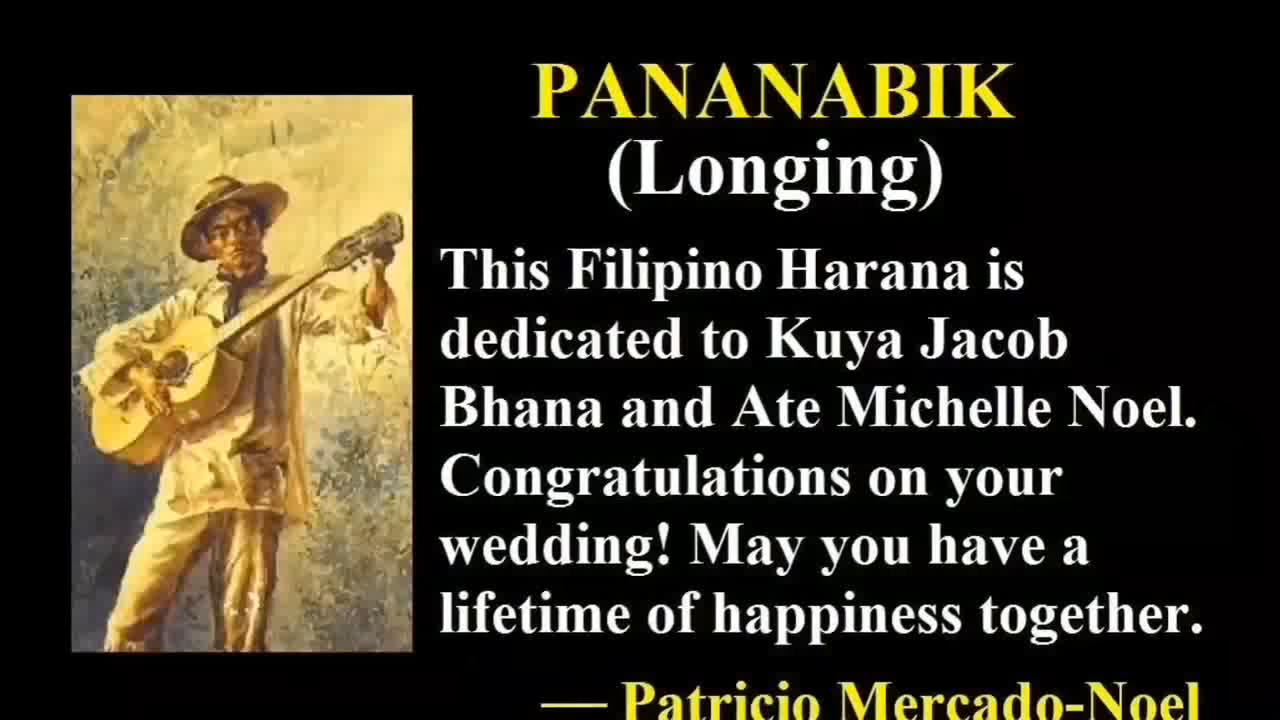 PANANABIK
(Longing)
This Filipino Harana is
dedicated to Kuya Jacob
Bhana and Ate Michelle Noel.
Congratulations on your
wedding! May you have a
lifetime of happiness together.
— Patricio Mercado-Noel